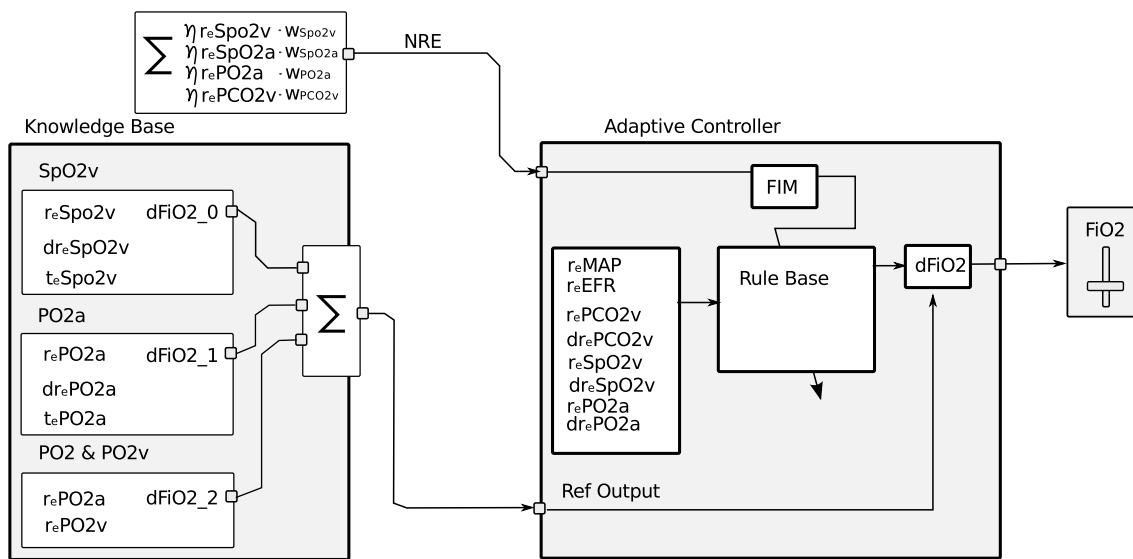 ∑
η rₑSpo2v · wSpo2v
η rₑSpO2a · wSpO2a
η rₑPO2a · wPO2a
η rₑPCO2v · wPCO2v
NRE
Knowledge Base
SpO2v
rₑSpo2v dFiO2_0
drₑSpO2v
tₑSpo2v
PO2a
rₑPO2a dFiO2_1
drₑPO2a
tₑPO2a
PO2 & PO2v
rₑPO2a dFiO2_2
rₑPO2v
∑
Adaptive Controller
FIM
rₑMAP
rₑEFR
rₑPCO2v
drₑPCO2v
rₑSpO2v
drₑSpO2v
rₑPO2a
drₑPO2a
Rule Base
dFiO2
Ref Output
FiO2